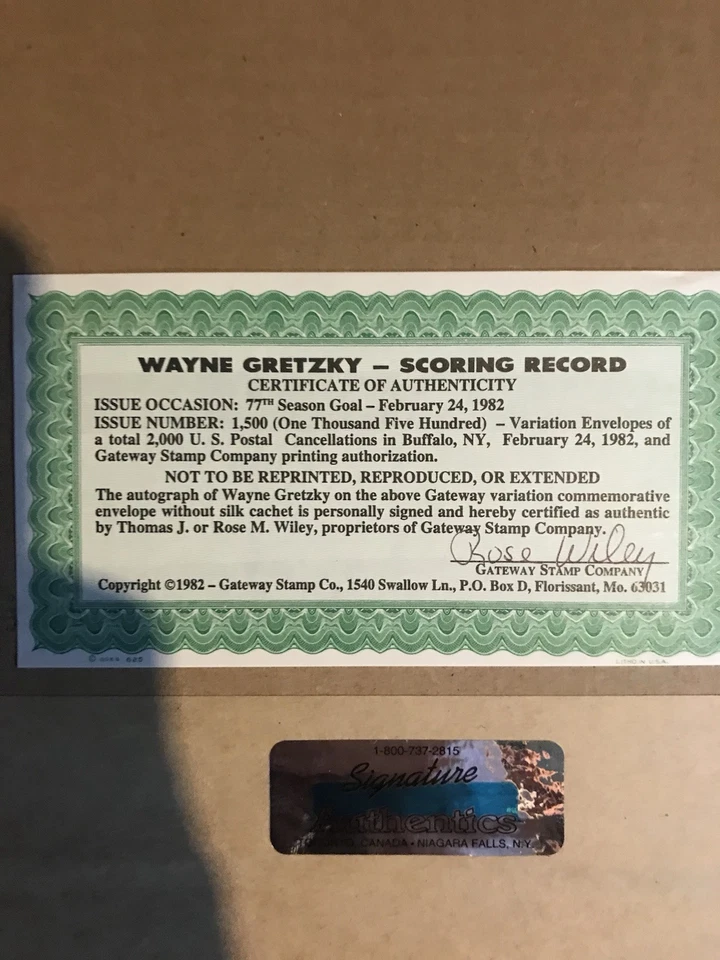 WAYNE GRETZKY – SCORING RECORD
CERTIFICATE OF AUTHENTICITY
ISSUE OCCASION: 77TH Season Goal – February 24, 1982
ISSUE NUMBER: 1,500 (One Thousand Five Hundred) – Variation Envelopes of
a total 2,000 U. S. Postal Cancellations in Buffalo, NY, February 24, 1982, and
Gateway Stamp Company printing authorization.
NOT TO BE REPRINTED, REPRODUCED, OR EXTENDED
The autograph of Wayne Gretzky on the above Gateway variation commemorative
envelope without silk cachet is personally signed and hereby certified as authentic
by Thomas J. or Rose M. Wiley, proprietors of Gateway Stamp Company.
Rose Wiley
GATEWAY STAMP COMPANY
Copyright ©1982 – Gateway Stamp Co., 1540 Swallow Ln., P.O. Box D, Florissant, Mo. 63031
©
LITHO IN U.S.A.
1-800-737-2815
Signature
Authentics
CANADA • NIAGARA FALLS, N.Y.